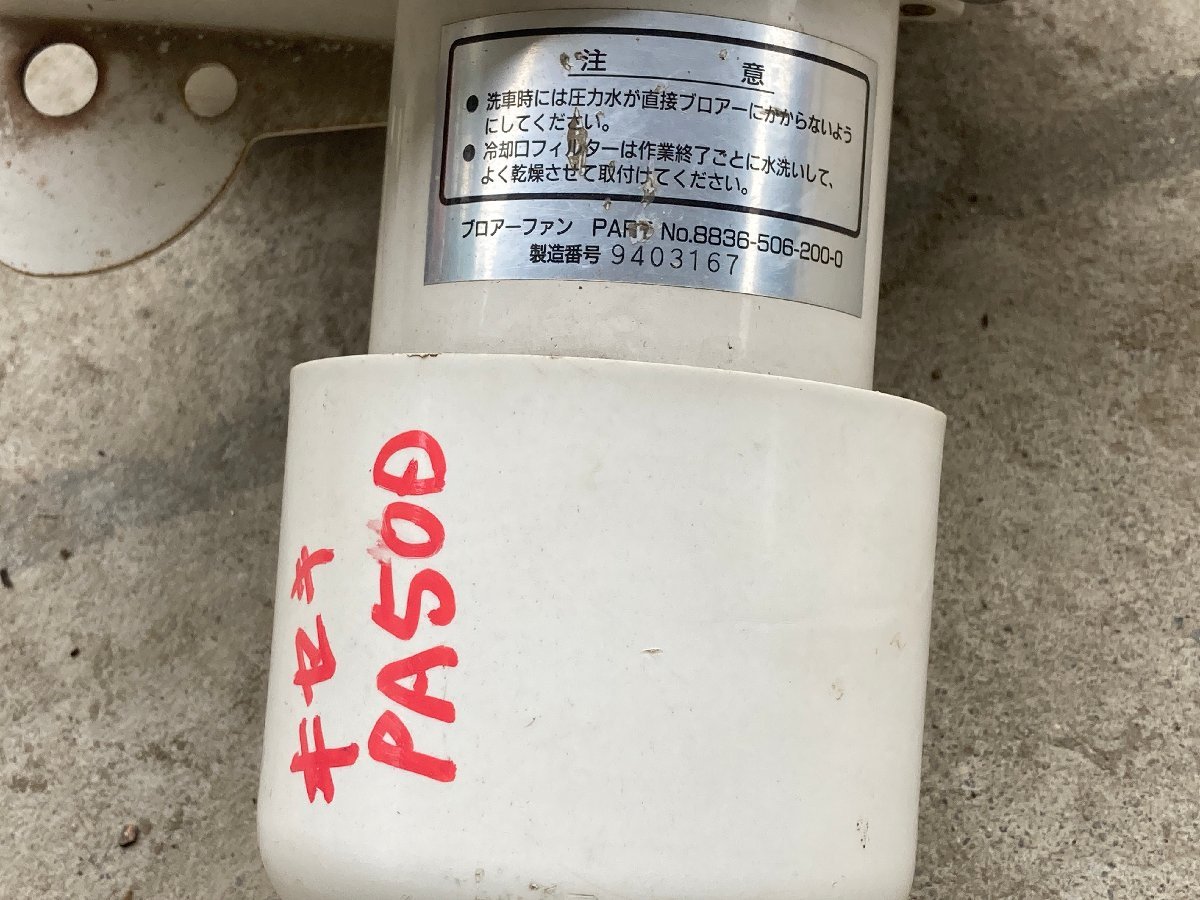 注意
● 洗車時には圧力水が直接ブロアーにかからないよう
にしてください。
● 冷却口フィルターは作業終了ごとに水洗いして、
よく乾燥させて取付けてください。
ブロアーファン PART No.8836-506-200-0
製造番号 9403167
キセキ
PA50D